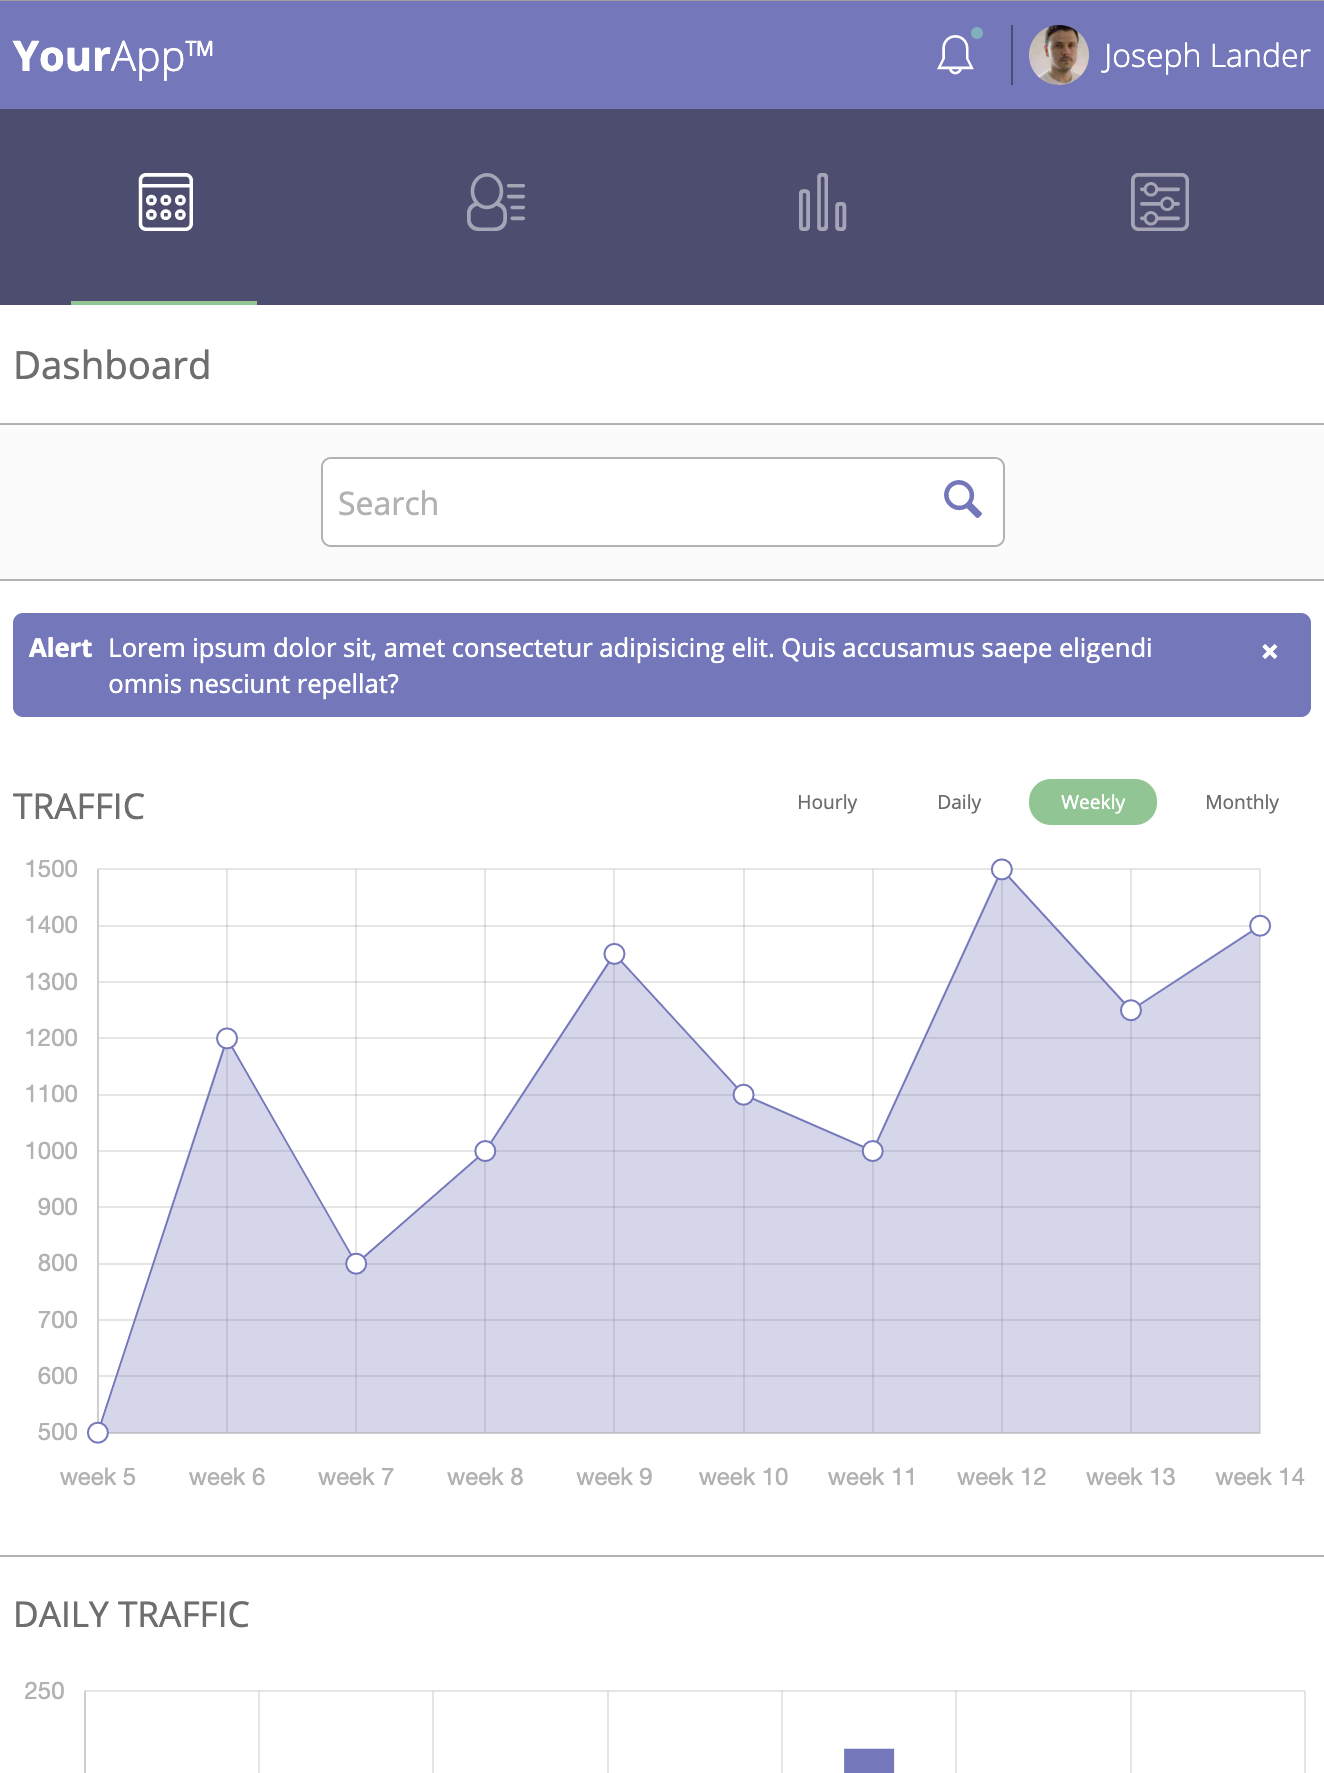 YourApp™
Joseph Lander
Dashboard
Search
Alert Lorem ipsum dolor sit, amet consectetur adipisicing elit. Quis accusamus saepe eligendi
omnis nesciunt repellat?
×
TRAFFIC
Hourly Daily Weekly Monthly
1500
1400
1300
1200
1100
1000
900
800
700
600
500
week 5 week 6 week 7 week 8 week 9 week 10 week 11 week 12 week 13 week 14
DAILY TRAFFIC
250